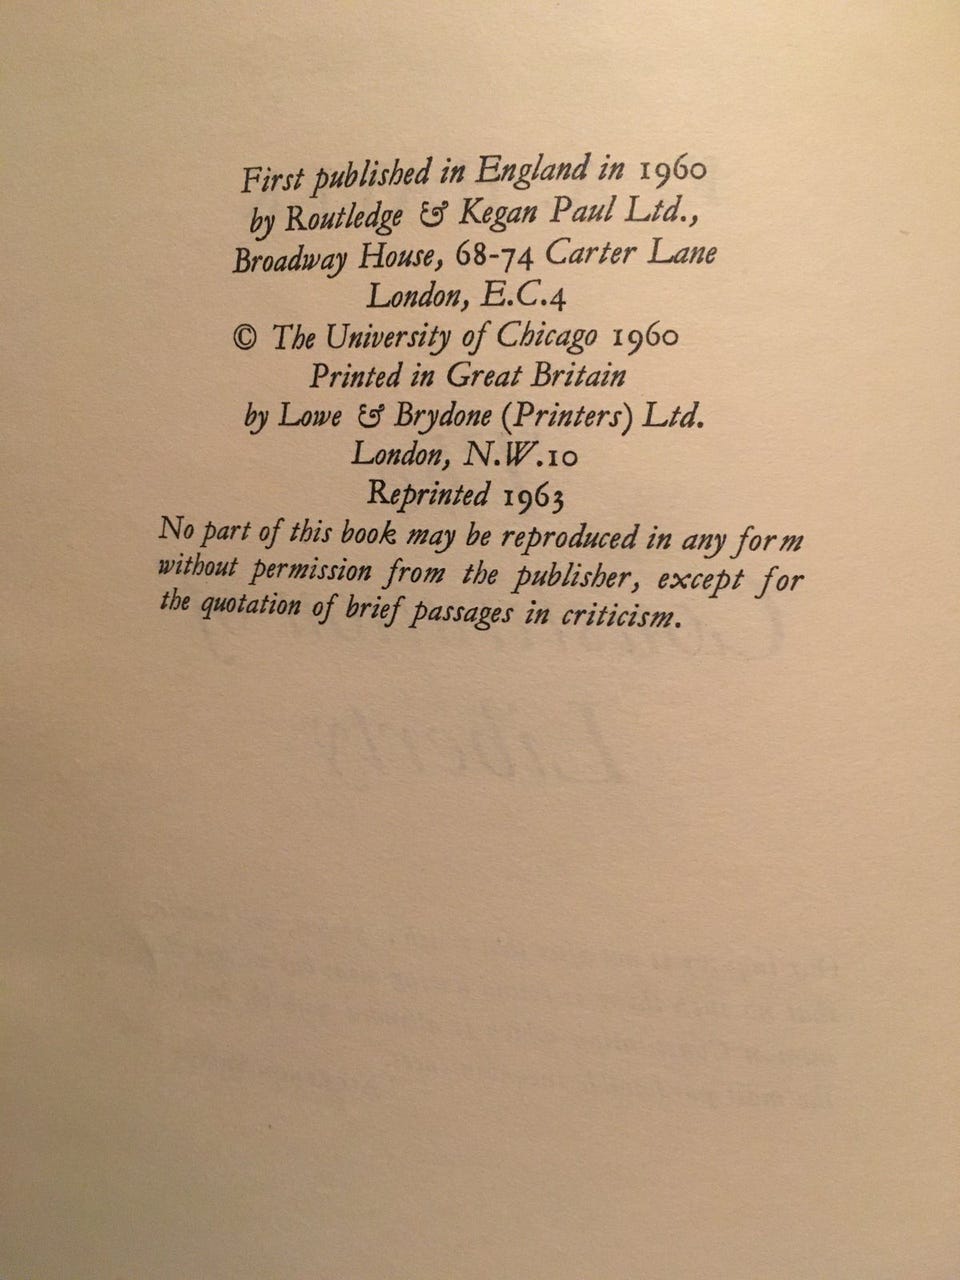 First published in England in 1960
by Routledge & Kegan Paul Ltd.,
Broadway House, 68-74 Carter Lane
London, E.C.4
© The University of Chicago 1960
Printed in Great Britain
by Lowe & Brydone (Printers) Ltd.
London, N.W.10
Reprinted 1963
No part of this book may be reproduced in any form
without permission from the publisher, except for
the quotation of brief passages in criticism.
Liberty